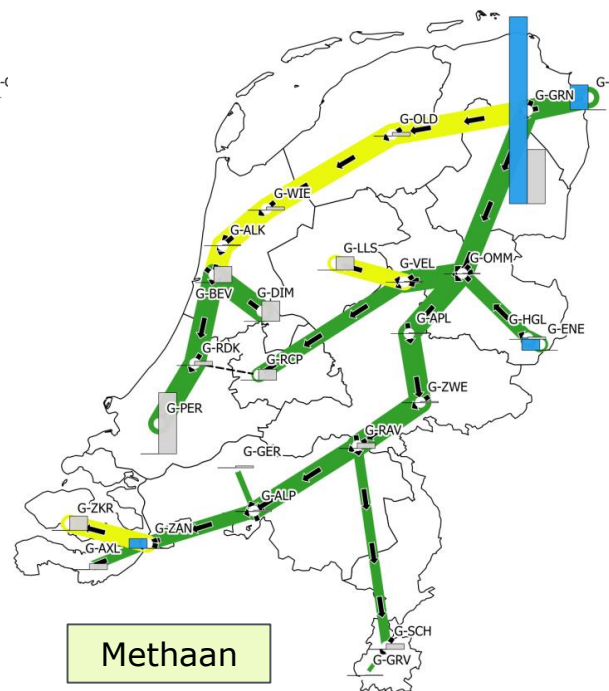 G-GRN
G-OLD
G-WIE
G-ALK
G-LLS
G-VEL
G-OMM
G-BEV
G-DIM
G-HGL
G-APL
G-ENE
G-RDK
G-RCP
G-ZWE
G-PER
G-RAV
G-GER
G-ALP
G-ZKR
G-ZAN
G-AXL
G-SCH
G-GRV
Methaan